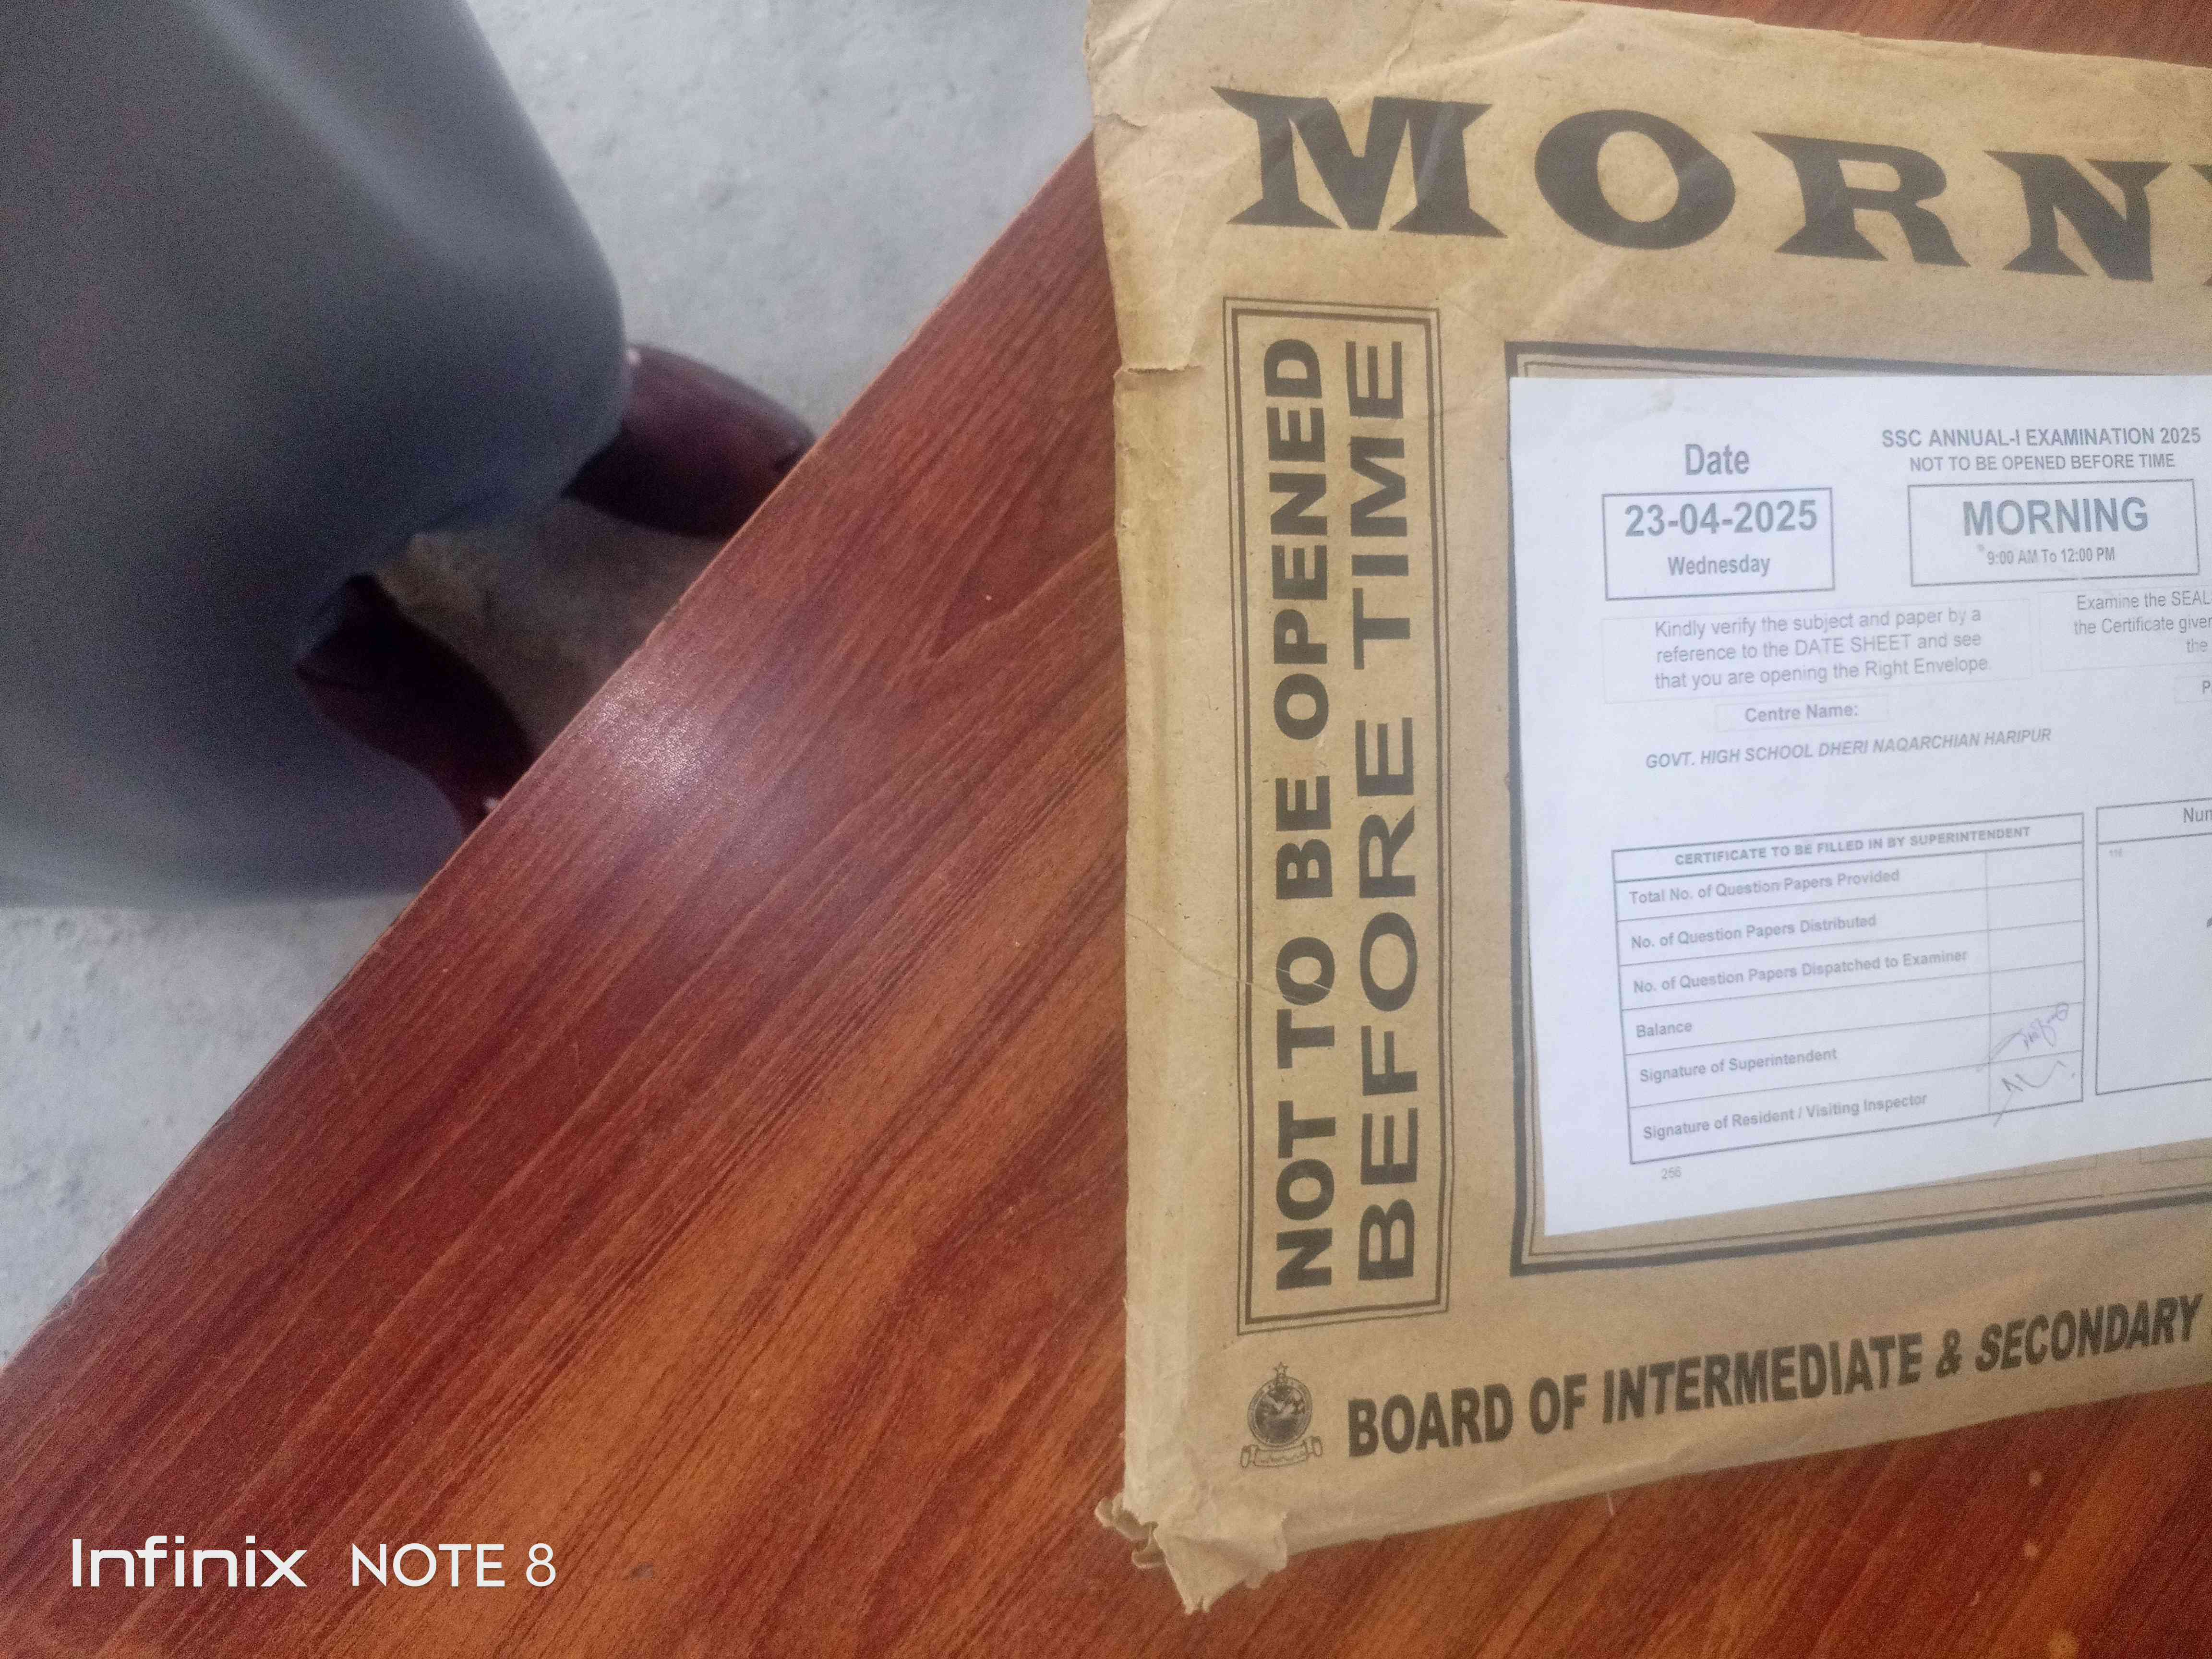 MORN
NOT TO BE OPENED
BEFORE TIME
Date
23-04-2025
Wednesday
SSC ANNUAL-I EXAMINATION 2025
NOT TO BE OPENED BEFORE TIME
MORNING
9:00 AM To 12:00 PM
Kindly verify the subject and paper by a
reference to the DATE SHEET and see
that you are opening the Right Envelope.
Examine the SEAL
the Certificate given
the
P
Centre Name:
GOVT. HIGH SCHOOL DHERI NAQARCHIAN HARIPUR
CERTIFICATE TO BE FILLED IN BY SUPERINTENDENT
Total No. of Question Papers Provided
No. of Question Papers Distributed
No. of Question Papers Dispatched to Examiner
Balance
Signature of Superintendent
Signature of Resident / Visiting Inspector
Num
256
BOARD OF INTERMEDIATE & SECONDARY
Infinix NOTE 8